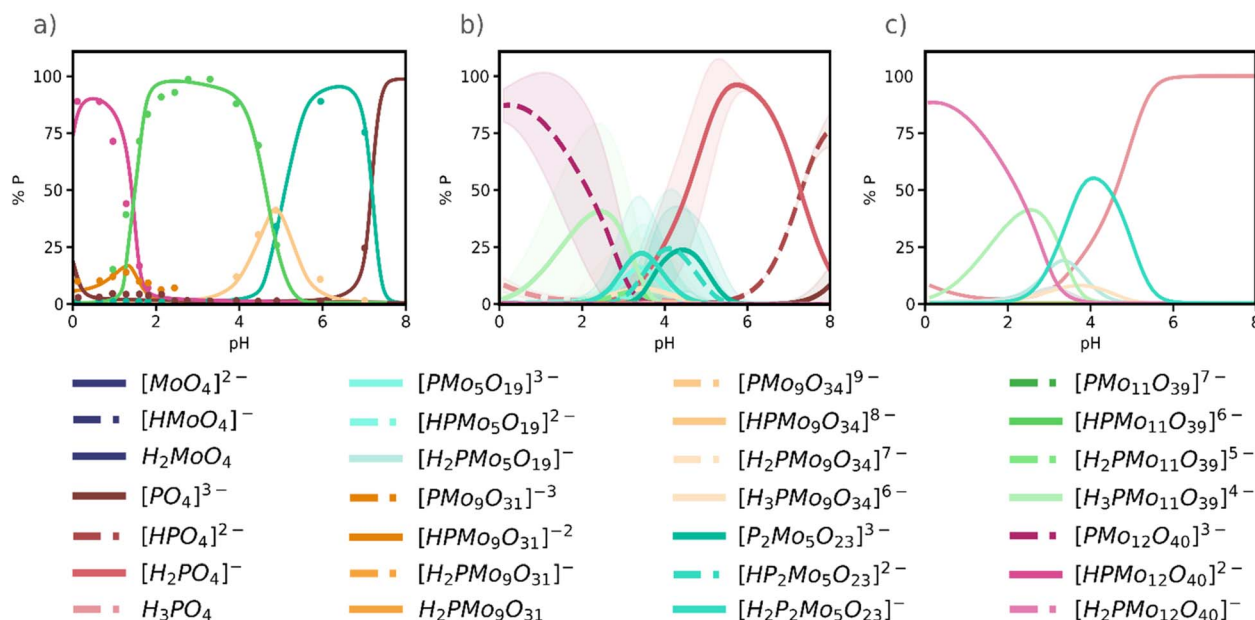 a) b) c)
100 100 100
75 75 75
% P % P % P
50 50 50
25 25 25
0 0 0
0 2 4 6 8 0 2 4 6 8 0 2 4 6 8
pH pH pH
[MoO₄]²⁻ [PMo₅O₁₉]³⁻ [PMo₉O₃₄]⁹⁻ [PMo₁₁O₃₉]⁷⁻
[HMoO₄]⁻ [HPMo₅O₁₉]²⁻ [HPMo₉O₃₄]⁸⁻ [HPMo₁₁O₃₉]⁶⁻
H₂MoO₄ [H₂PMo₅O₁₉]⁻ [H₂PMo₉O₃₄]⁷⁻ [H₂PMo₁₁O₃₉]⁵⁻
[PO₄]³⁻ [PMo₉O₃₁]⁻³ [H₃PMo₉O₃₄]⁶⁻ [H₃PMo₁₁O₃₉]⁴⁻
[HPO₄]²⁻ [HPMo₉O₃₁]⁻² [P₂Mo₅O₂₃]³⁻ [PMo₁₂O₄₀]³⁻
[H₂PO₄]⁻ [H₂PMo₉O₃₁]⁻ [HP₂Mo₅O₂₃]²⁻ [HPMo₁₂O₄₀]²⁻
H₃PO₄ H₂PMo₉O₃₁ [H₂P₂Mo₅O₂₃]⁻ [H₂PMo₁₂O₄₀]⁻